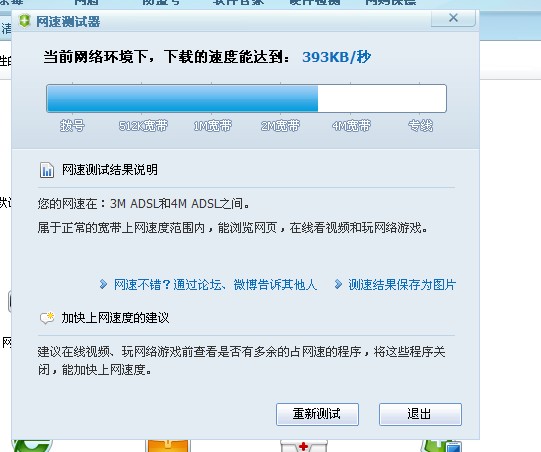 网速测试器
当前网络环境下，下载的速度能达到： 393KB/秒
拨号 512K宽带 1M宽带 2M宽带 4M宽带 专线
网速测试结果说明
您的网速在：3M ADSL和4M ADSL之间。
属于正常的宽带上网速度范围内，能浏览网页，在线看视频和玩网络游戏。
网速不错？通过论坛、微博告诉其他人 测速结果保存为图片
加快上网速度的建议
建议在线视频、玩网络游戏前查看是否有多余的占网速的程序，将这些程序关
闭，能加快上网速度。
重新测试 退出